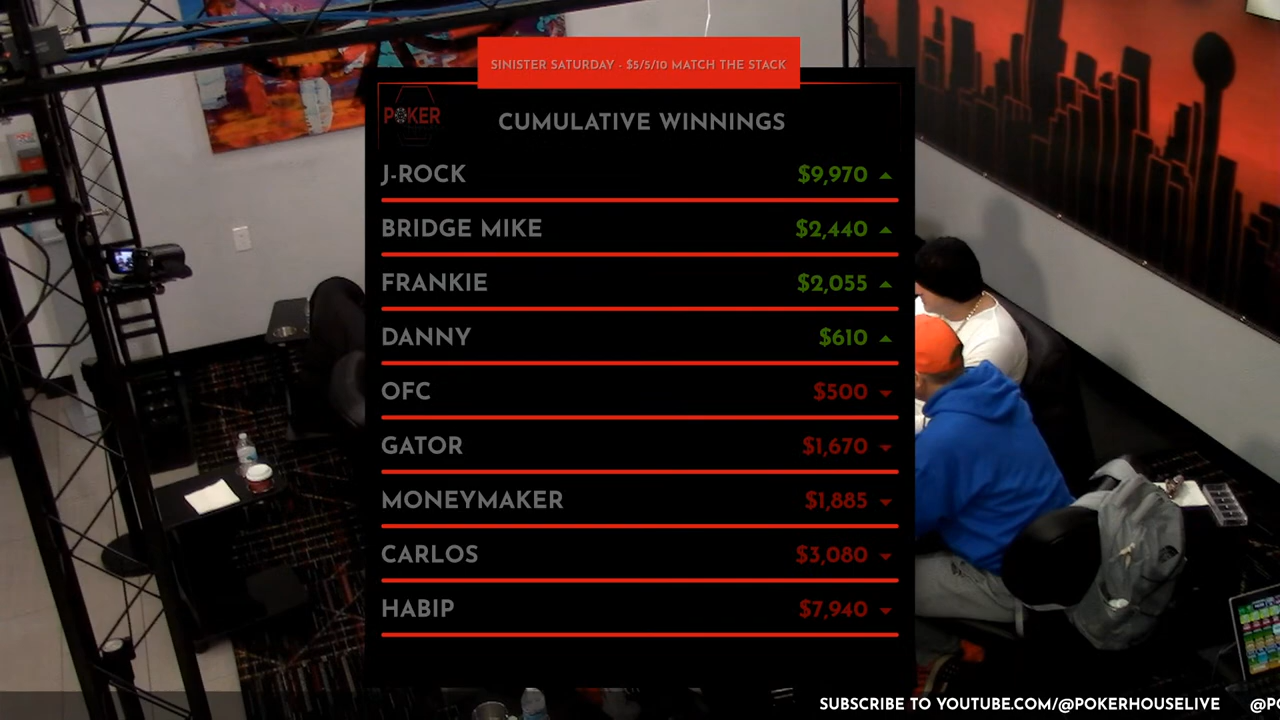 SINISTER SATURDAY - $5/5/10 MATCH THE STACK
POKER
CUMULATIVE WINNINGS
J-ROCK $9,970
BRIDGE MIKE $2,440
FRANKIE $2,055
DANNY $610
OFC $500
GATOR $1,670
MONEYMAKER $1,885
CARLOS $3,080
HABIP $7,940
SUBSCRIBE TO YOUTUBE.COM/@POKERHOUSELIVE